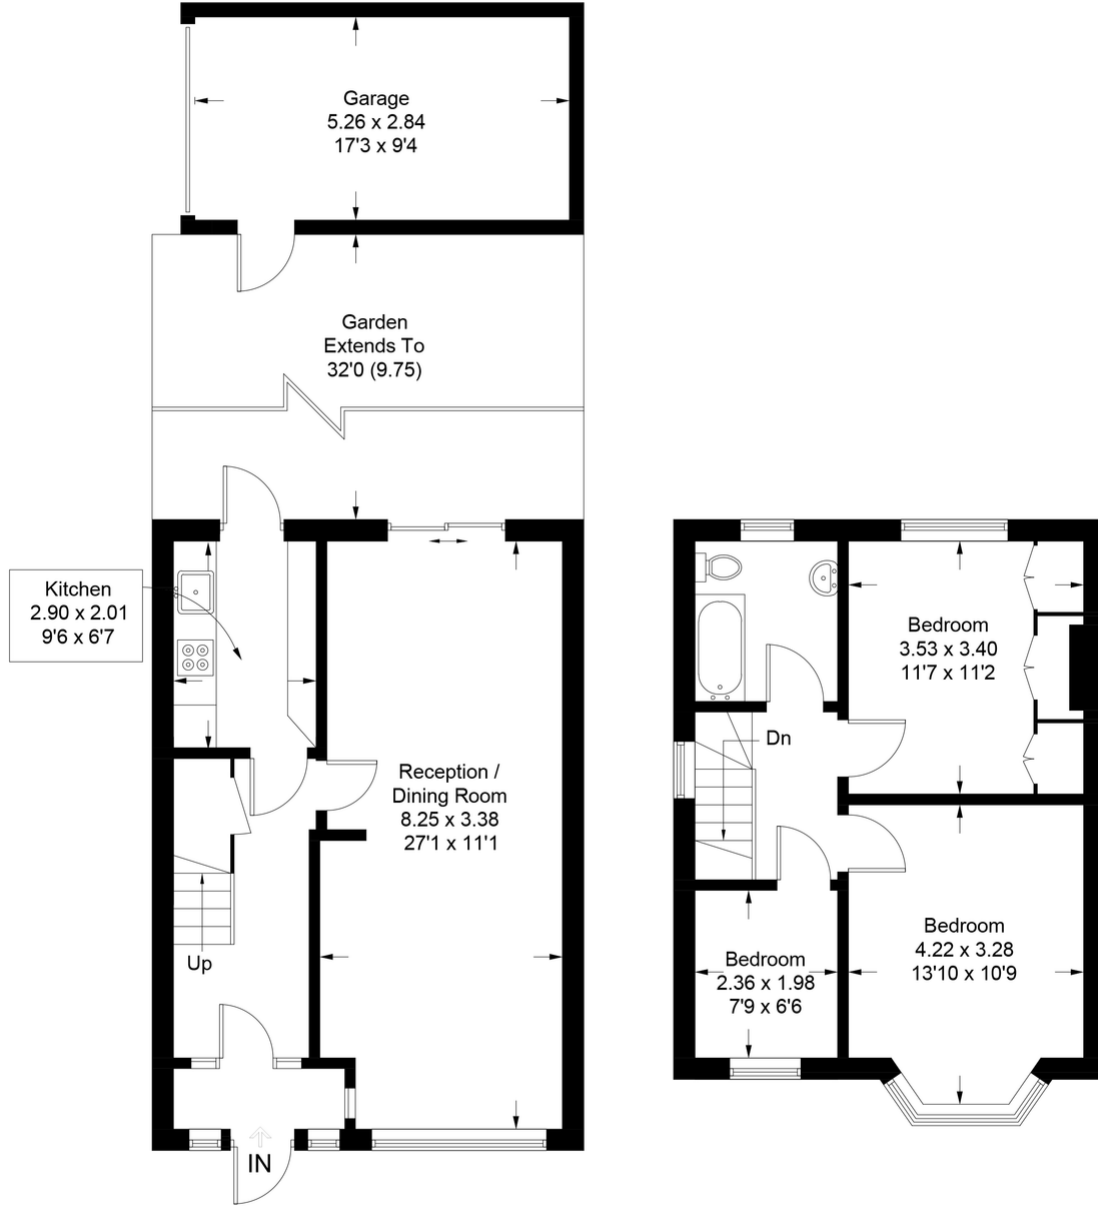 Garage
5.26 x 2.84
17'3 x 9'4
Garden
Extends To
32'0 (9.75)
Kitchen
2.90 x 2.01
9'6 x 6'7
Reception /
Dining Room
8.25 x 3.38
27'1 x 11'1
Up
IN
Bedroom
3.53 x 3.40
11'7 x 11'2
Dn
Bedroom
4.22 x 3.28
13'10 x 10'9
Bedroom
2.36 x 1.98
7'9 x 6'6